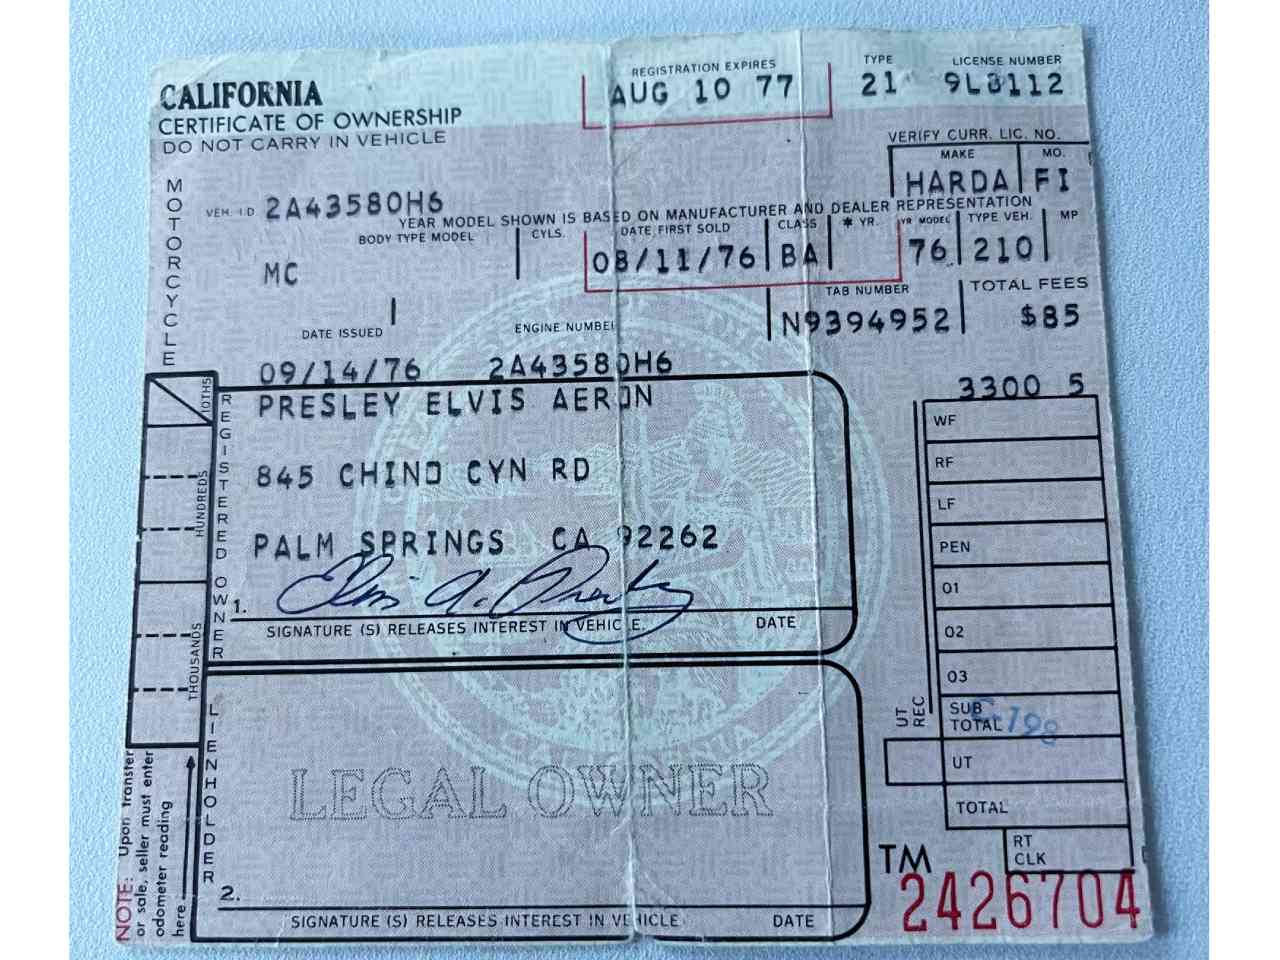 REGISTRATION EXPIRES
AUG 10 77
TYPE
21
LICENSE NUMBER
9L8112
CALIFORNIA
CERTIFICATE OF OWNERSHIP
DO NOT CARRY IN VEHICLE
VERIFY CURR. LIC. NO.
MAKE
HARDA
MO.
FI
MOTORCYCLE
VEH. ID 2A43580H6
YEAR MODEL SHOWN IS BASED ON MANUFACTURER AND DEALER REPRESENTATION
BODY TYPE MODEL
MC
CYLS.
DATE FIRST SOLD
08/11/76
CLASS
BA
* YR.
YR MODEL
76
TYPE VEH.
210
MP
TAB NUMBER
N9394952
TOTAL FEES
$85
DATE ISSUED
09/14/76
ENGINE NUMBER
2A43580H6
3300 5
REGISTERED OWNER
PRESLEY ELVIS AERON
845 CHINO CYN RD
PALM SPRINGS CA 92262
Elvis A. Presley
1.
SIGNATURE (S) RELEASES INTEREST IN VEHICLE.
DATE
10THS
HUNDREDS
THOUSANDS
WF
RF
LF
PEN
01
02
03
UT REC
SUB TOTAL
UT
TOTAL
RT CLK
LIENHOLDER
LEGAL OWNER
CALIFORNIA
2.
SIGNATURE (S) RELEASES INTEREST IN VEHICLE
DATE
NOTE: Upon transfer
or sale, seller must enter
odometer reading
here
TM
2426704